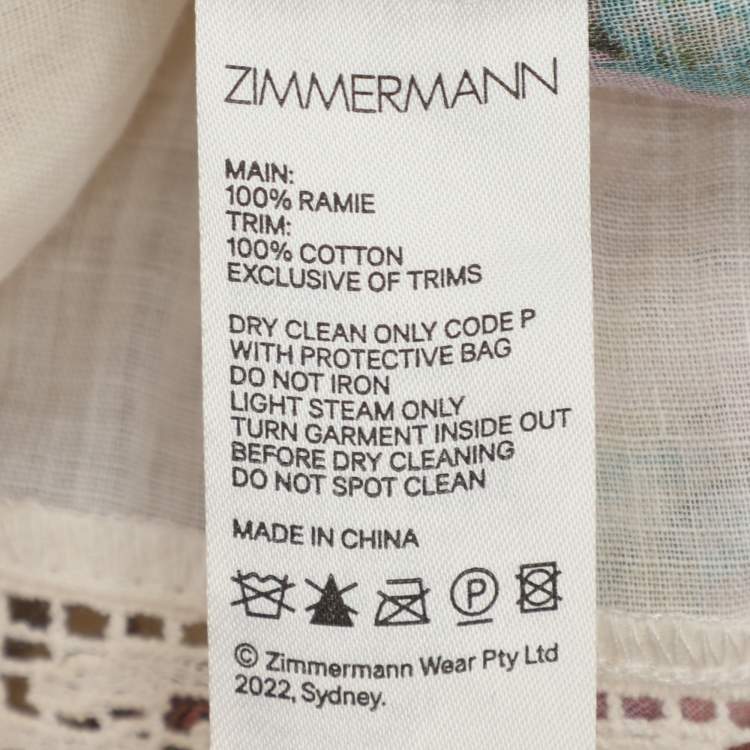 ZIMMERMANN
MAIN:
100% RAMIE
TRIM:
100% COTTON
EXCLUSIVE OF TRIMS
DRY CLEAN ONLY CODE P
WITH PROTECTIVE BAG
DO NOT IRON
LIGHT STEAM ONLY
TURN GARMENT INSIDE OUT
BEFORE DRY CLEANING
DO NOT SPOT CLEAN
MADE IN CHINA
P
© Zimmermann Wear Pty Ltd
2022, Sydney.